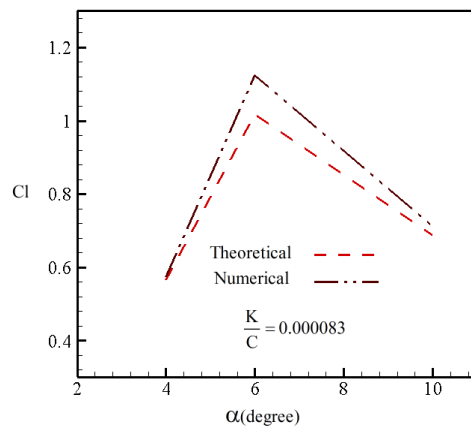 1.2
1
0.8
0.6
0.4
Cl
Theoretical
Numerical
K
C
= 0.000083
2
4
6
8
10
α(degree)